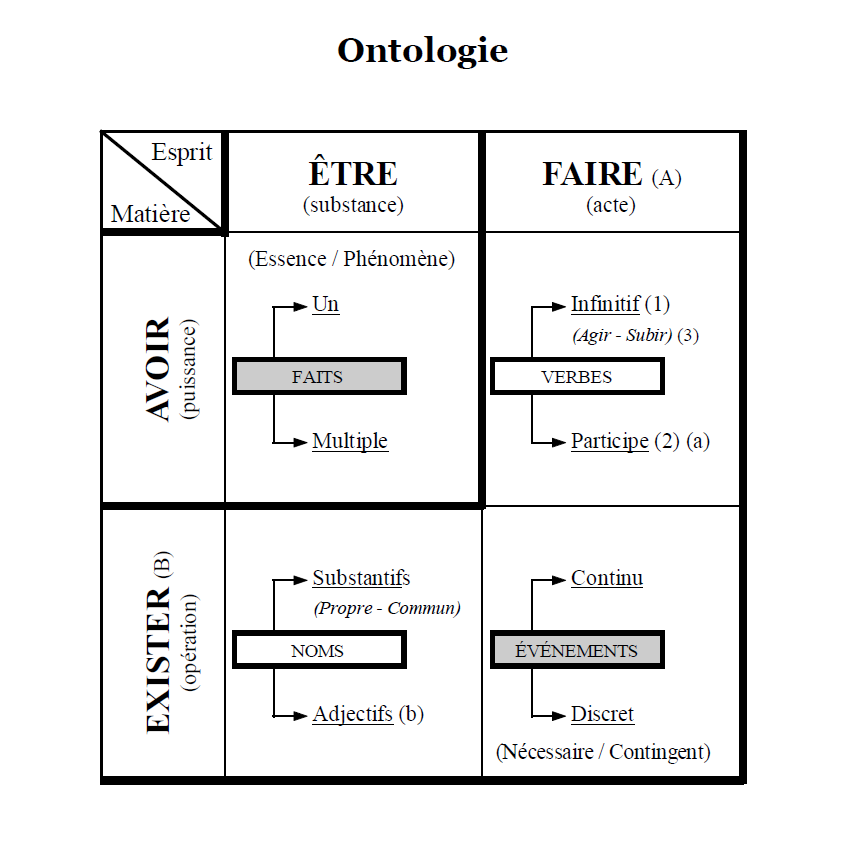 Ontologie
Esprit
Matière
ÊTRE
(substance)
FAIRE (A)
(acte)
AVOIR
(puissance)
(Essence / Phénomène)
Un
FAITS
Multiple
Infinitif (1)
(Agir - Subir) (3)
VERBES
Participe (2) (a)
EXISTER (B)
(opération)
Substantifs
(Propre - Commun)
NOMS
Adjectifs (b)
Continu
ÉVÉNEMENTS
Discret
(Nécessaire / Contingent)